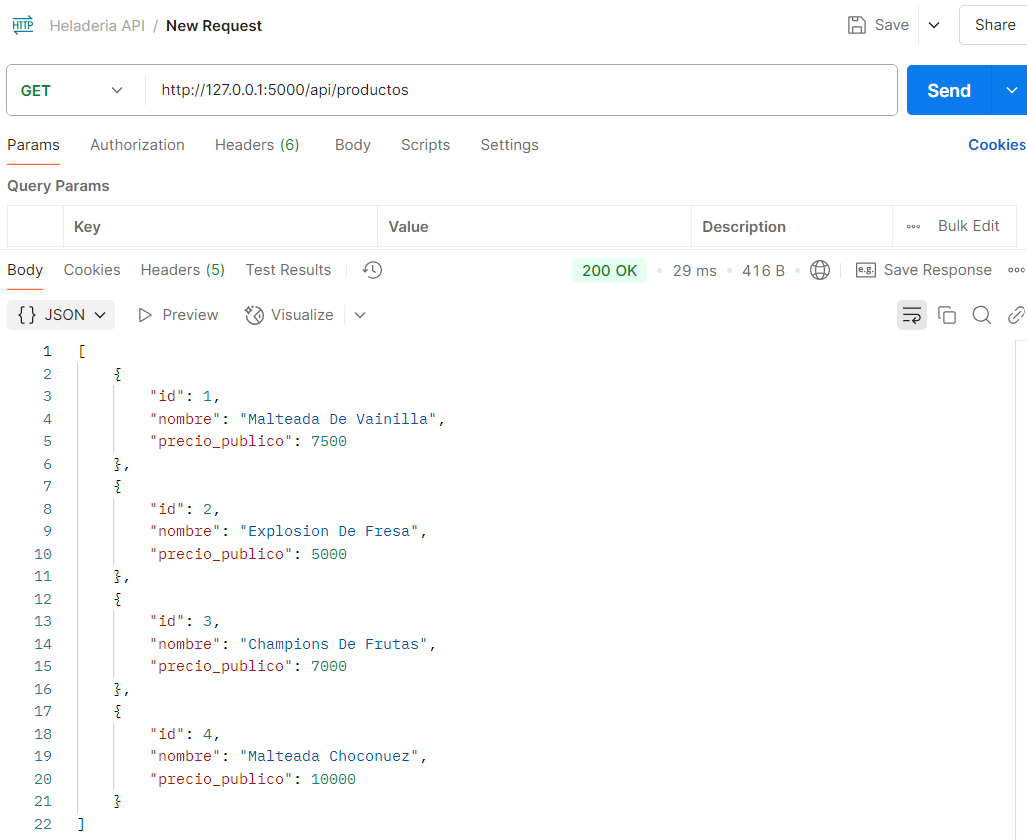 HTTP Heladeria API / New Request Save Share
GET http://127.0.0.1:5000/api/productos Send
Params Authorization Headers (6) Body Scripts Settings Cookies
Query Params
Key Value Description Bulk Edit
Body Cookies Headers (5) Test Results 200 OK 29 ms 416 B e.g. Save Response
{} JSON Preview Visualize
1 [
2 {
3 "id": 1,
4 "nombre": "Malteada De Vainilla",
5 "precio_publico": 7500
6 },
7 {
8 "id": 2,
9 "nombre": "Explosion De Fresa",
10 "precio_publico": 5000
11 },
12 {
13 "id": 3,
14 "nombre": "Champions De Frutas",
15 "precio_publico": 7000
16 },
17 {
18 "id": 4,
19 "nombre": "Malteada Choconuez",
20 "precio_publico": 10000
21 }
22 ]